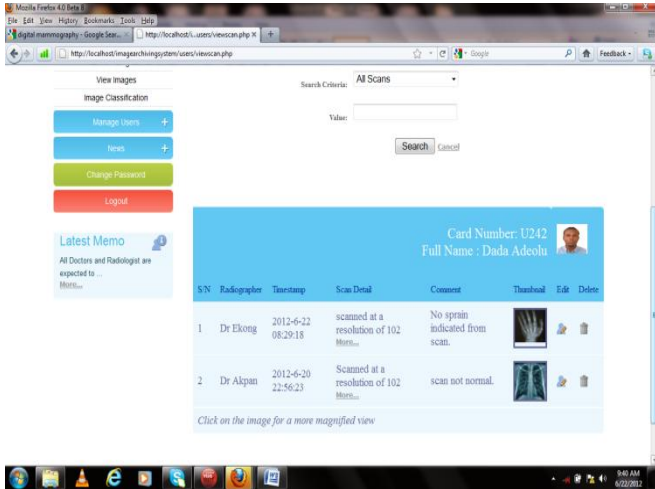 Mozilla Firefox 4.0 Beta 8
File Edit View History Bookmarks Tools Help
digital mammography - Google Sear... × http://localhost/i...users/viewscan.php × +
http://localhost/imagearchivingsystem/users/viewscan.php Google Feedback
View Images
Image Classification
Manage Users +
News +
Change Password
Logout
Latest Memo
All Doctors and Radiologist are
expected to ...
More...
Search Criteria: All Scans
Value:
Search Cancel
Card Number: U242
Full Name : Dada Adeolu
S/N Radiographer Timestamp Scan Detail Comment Thumbnail Edit Delete
1 Dr Ekong 2012-6-22 08:29:18 scanned at a resolution of 102 More... No sprain indicated from scan.
2 Dr Akpan 2012-6-20 22:56:23 Scanned at a resolution of 102 More... scan not normal.
Click on the image for a more magnified view
9:40 AM
6/22/2012